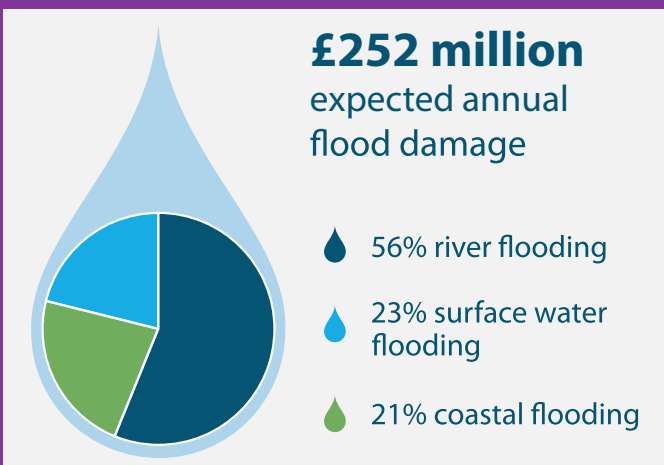 £252 million
expected annual
flood damage
56% river flooding
23% surface water
flooding
21% coastal flooding